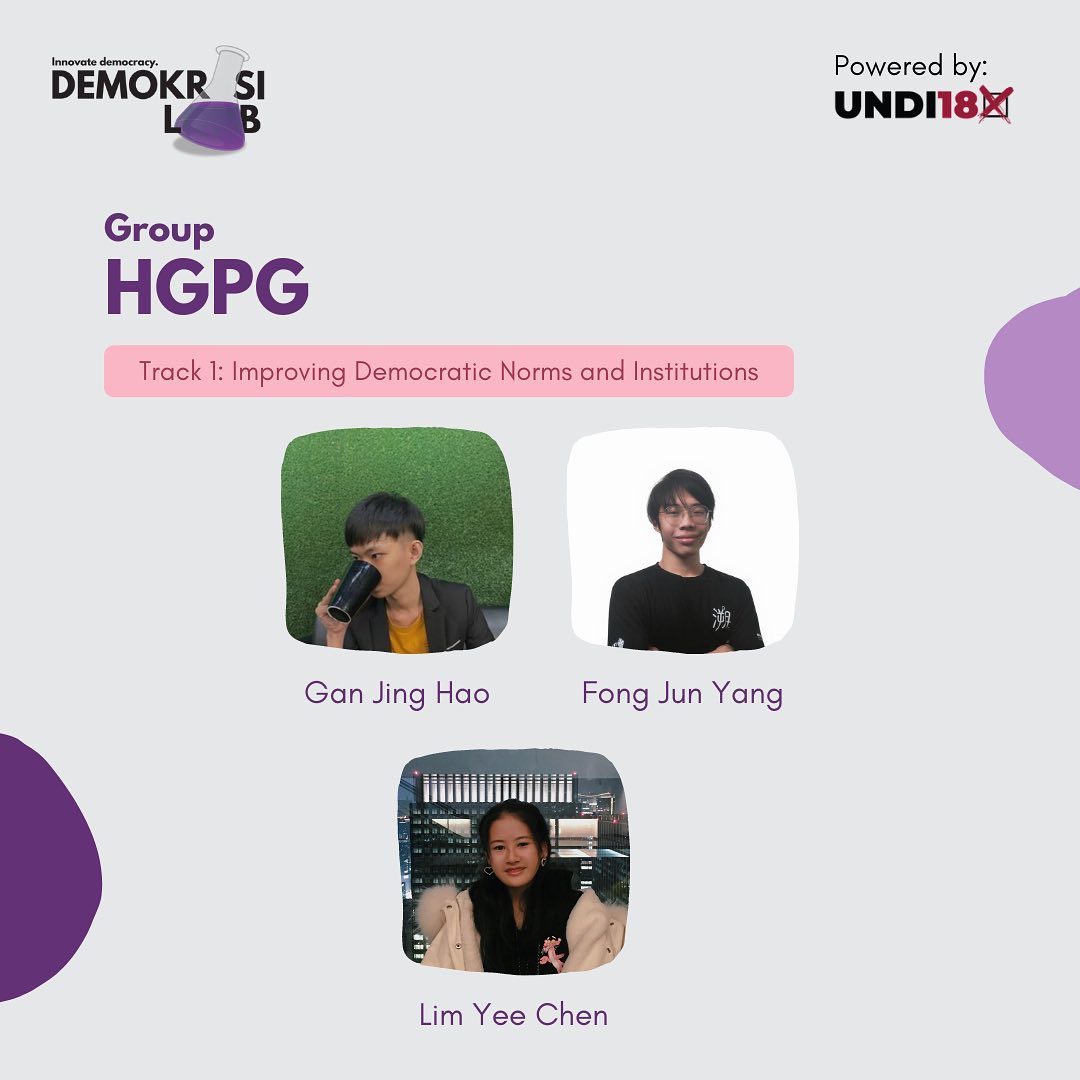 Innovate democracy.
DEMOKRASI
LAB
Powered by:
UNDI18
Group
HGPG
Track 1: Improving Democratic Norms and Institutions
溯
Gan Jing Hao
Fong Jun Yang
Lim Yee Chen